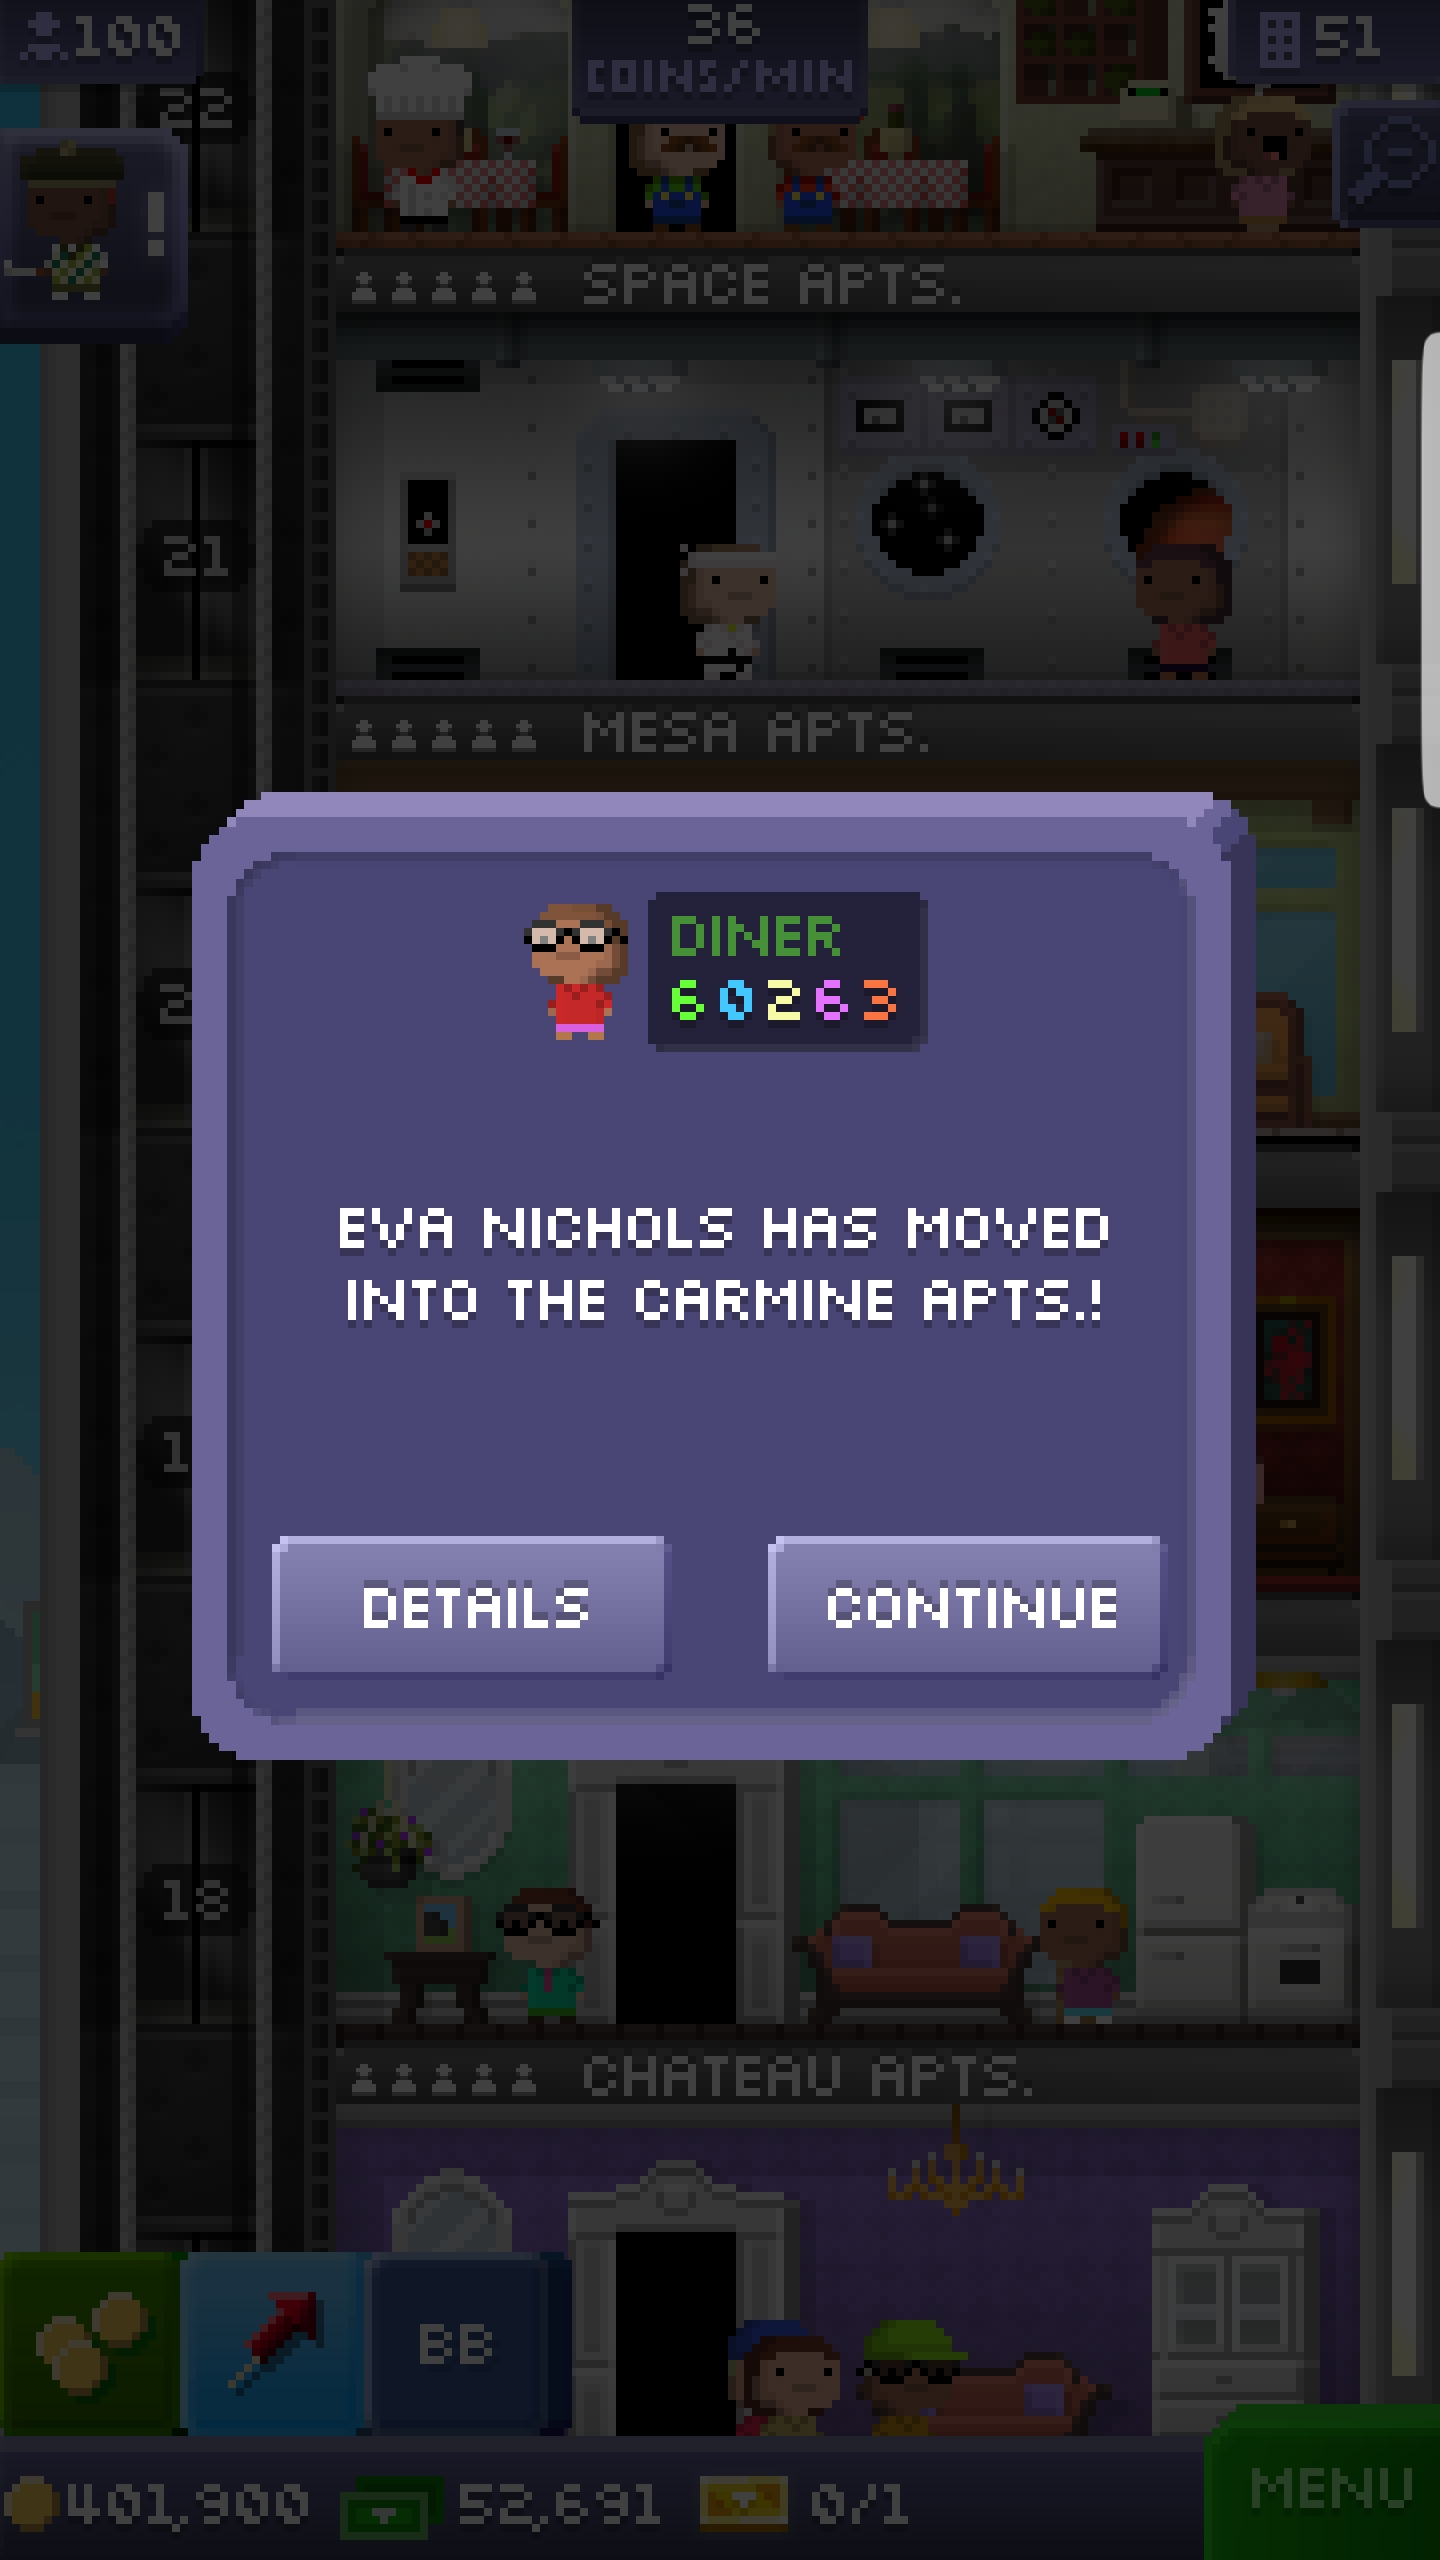 100
36
COINS/MIN
51
22
SPACE APTS.
21
MESA APTS.
DINER
60263
EVA NICHOLS HAS MOVED
INTO THE CARMINE APTS.!
DETAILS
CONTINUE
18
CHATEAU APTS.
BB
401,900
52,691
0/1
MENU